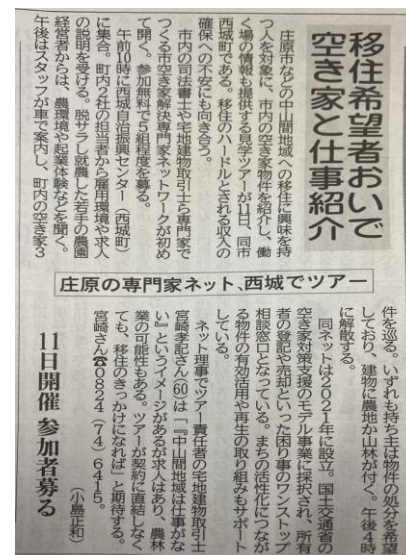 移住希望者おいで
空き家と仕事紹介
庄原の専門家ネット、西城でツアー
11日開催 参加者募る
庄原市などの中山間地域への移住に興味を持
つ人を対象に、市内の空き家物件を紹介し、働
く場の情報も提供する見学ツアーが11日、同市
西城町である。移住のハードルとされる収入の
確保への不安にも向き合う。
市内の司法書士や宅地建物取引士ら専門家で
つくる市空き家解決専門家ネットワークが初め
て開く。参加無料で5組程度を募る。
午前10時に西城自治振興センター(西城町)
に集合。町内2社の担当者から雇用環境や求人
の説明を受ける。脱サラし就農した若手の農園
経営者からは、農環境や起業体験などを聞く。
午後はスタッフが車で案内し、町内の空き家3
件を巡る。いずれも持ち主は物件の処分を希望
しており、建物に農地か山林が付く。午後4時
に解散する。
同ネットは2021年に設立。国土交通省の
空き家対策支援のモデル事業に採択され、所有
者の登記や売却といった困り事のワンストップ
相談窓口となっている。まちの活性化につなが
る物件の有効活用や再生の取り組みもサポート
している。
ネット理事でツアー責任者の宅地建物取引士
宮崎孝記さん(60)は「『中山間地域は仕事がな
い』というイメージがあるが求人はあり、農林
業の可能性もある。ツアーが契約に直結しなく
ても、移住のきっかけになれば」と期待する。
宮崎さん☎0824(74)6415。
(小島正和)